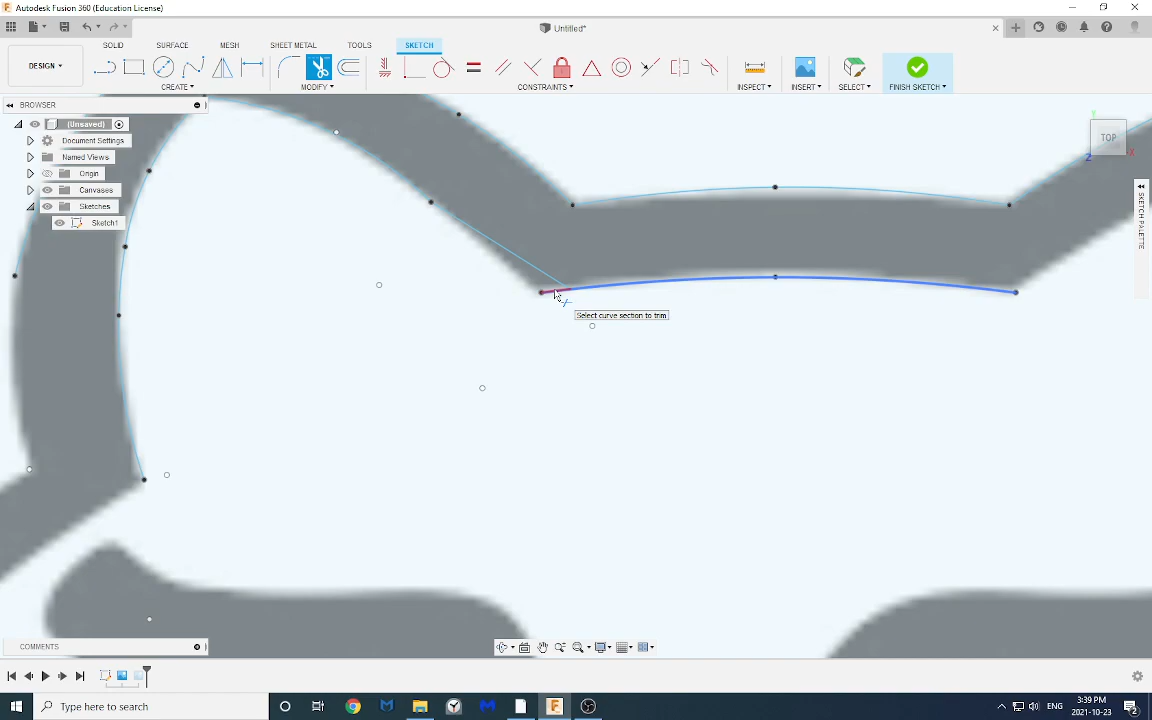 Autodesk Fusion 360 (Education License)
Untitled*
SOLID SURFACE MESH SHEET METAL TOOLS SKETCH
DESIGN
CREATE MODIFY CONSTRAINTS INSPECT INSERT SELECT FINISH SKETCH
BROWSER
(Unsaved)
Document Settings
Named Views
Origin
Canvases
Sketches
Sketch1
TOP
Y
X
Z
SKETCH PALETTE
Select curve section to trim
COMMENTS
Type here to search
ENG
3:39 PM
2021-10-23
2